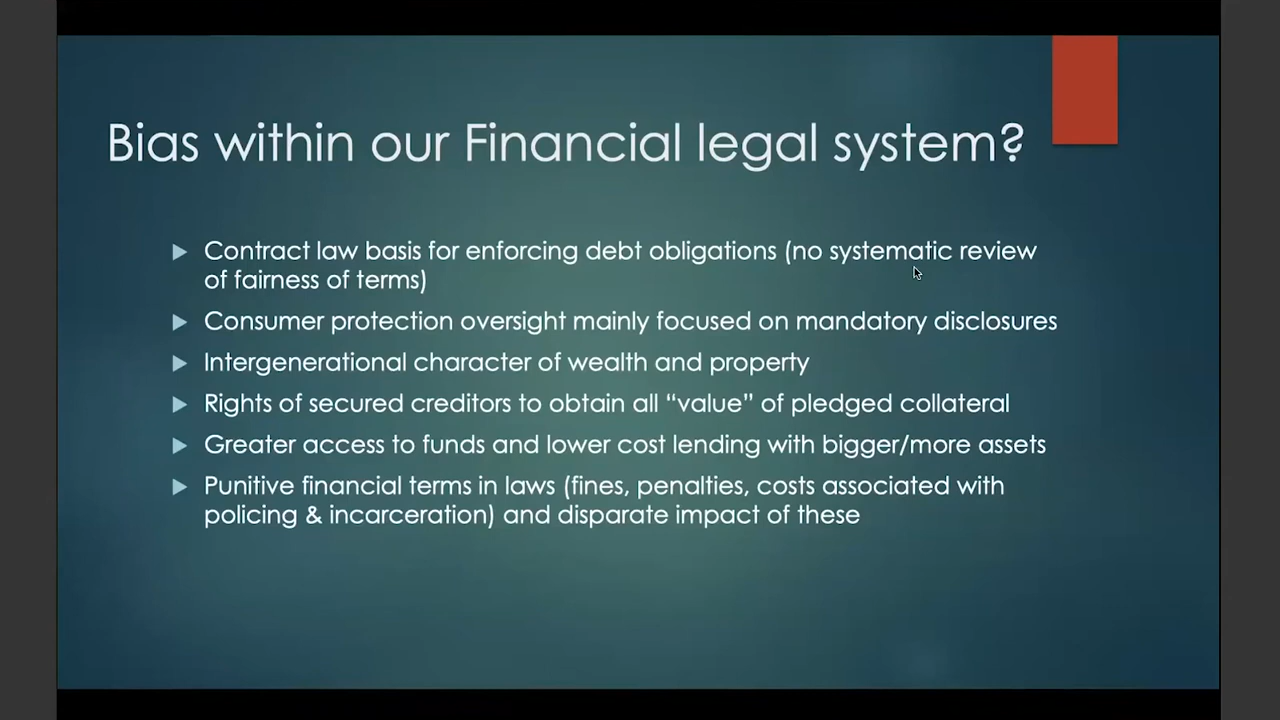 Bias within our Financial legal system?
Contract law basis for enforcing debt obligations (no systematic review
of fairness of terms)
Consumer protection oversight mainly focused on mandatory disclosures
Intergenerational character of wealth and property
Rights of secured creditors to obtain all “value” of pledged collateral
Greater access to funds and lower cost lending with bigger/more assets
Punitive financial terms in laws (fines, penalties, costs associated with
policing & incarceration) and disparate impact of these